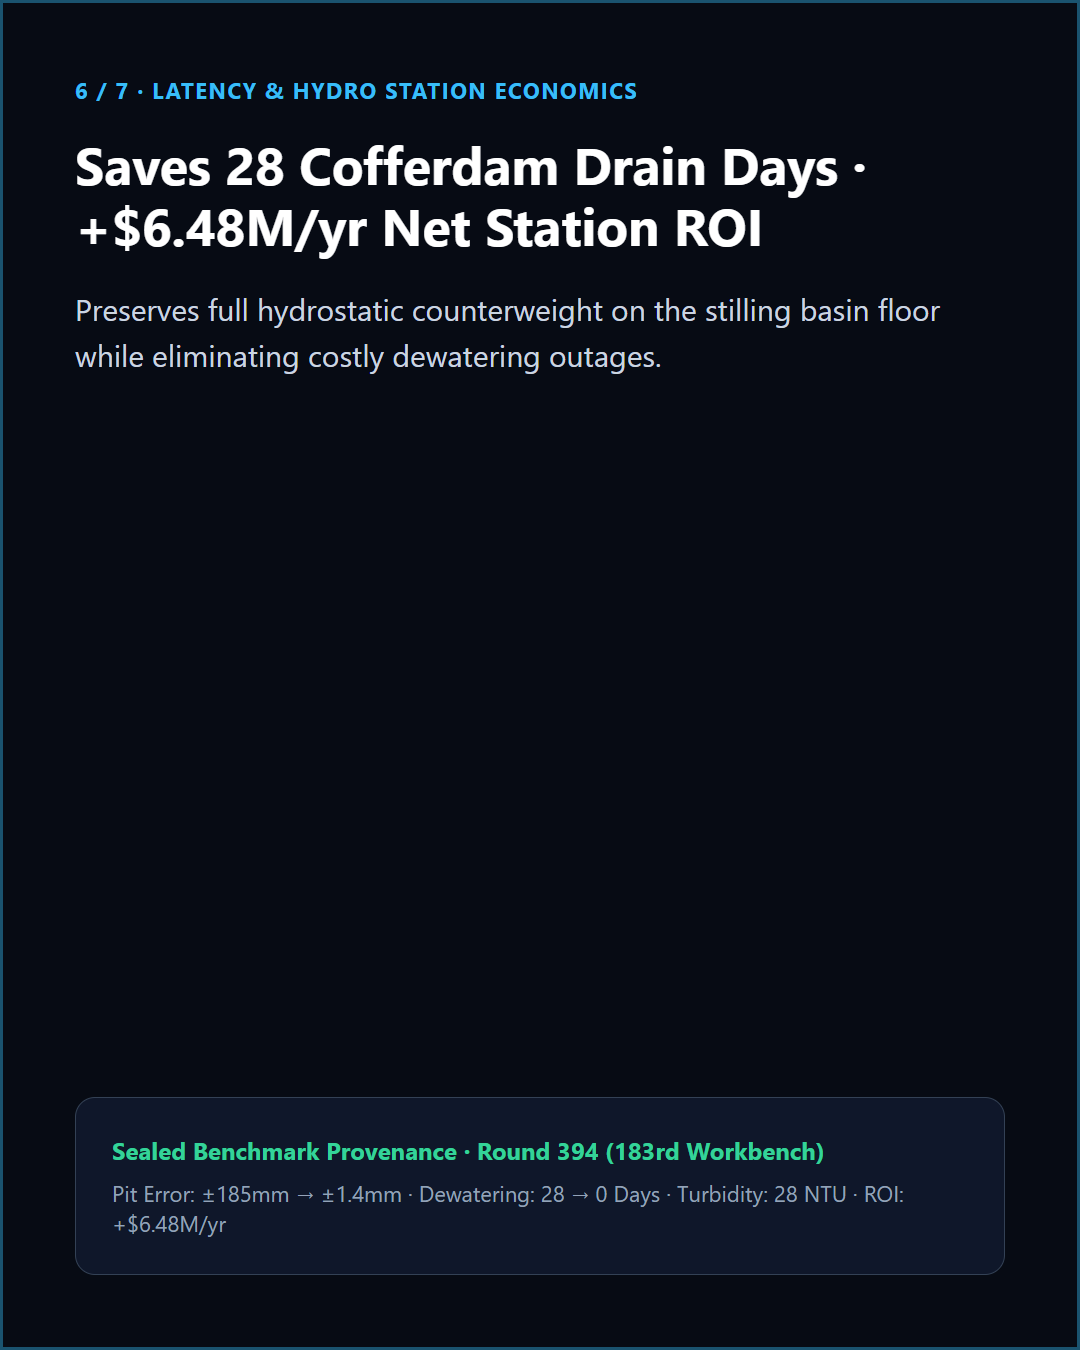 6 / 7 · LATENCY & HYDRO STATION ECONOMICS
Saves 28 Cofferdam Drain Days ·
+$6.48M/yr Net Station ROI
Preserves full hydrostatic counterweight on the stilling basin floor
while eliminating costly dewatering outages.
Sealed Benchmark Provenance · Round 394 (183rd Workbench)
Pit Error: ±185mm → ±1.4mm · Dewatering: 28 → 0 Days · Turbidity: 28 NTU · ROI:
+$6.48M/yr